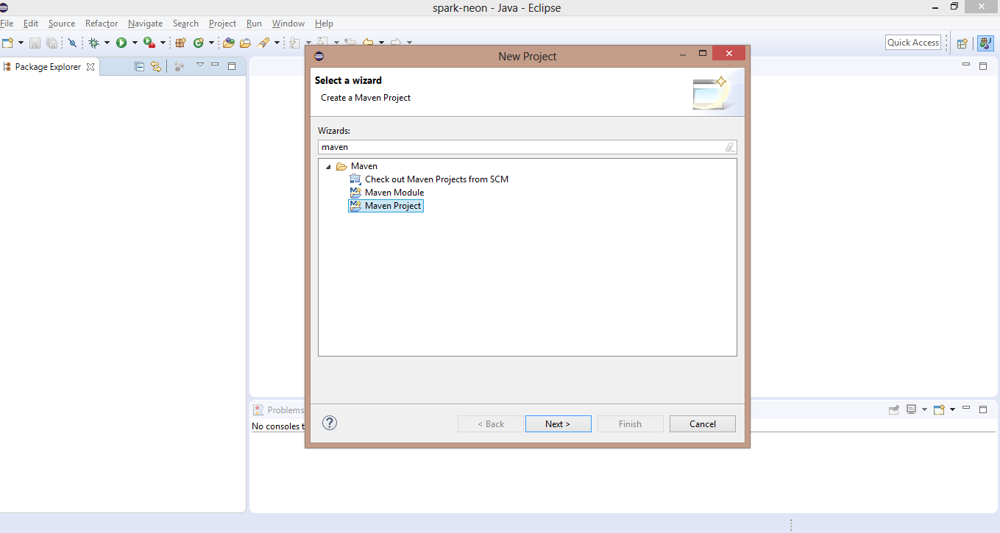 spark-neon - Java - Eclipse
File Edit Source Refactor Navigate Search Project Run Window Help
Quick Access
Package Explorer
New Project
Select a wizard
Create a Maven Project
Wizards:
maven
Maven
Check out Maven Projects from SCM
Maven Module
Maven Project
< Back Next > Finish Cancel
Problems
No consoles t